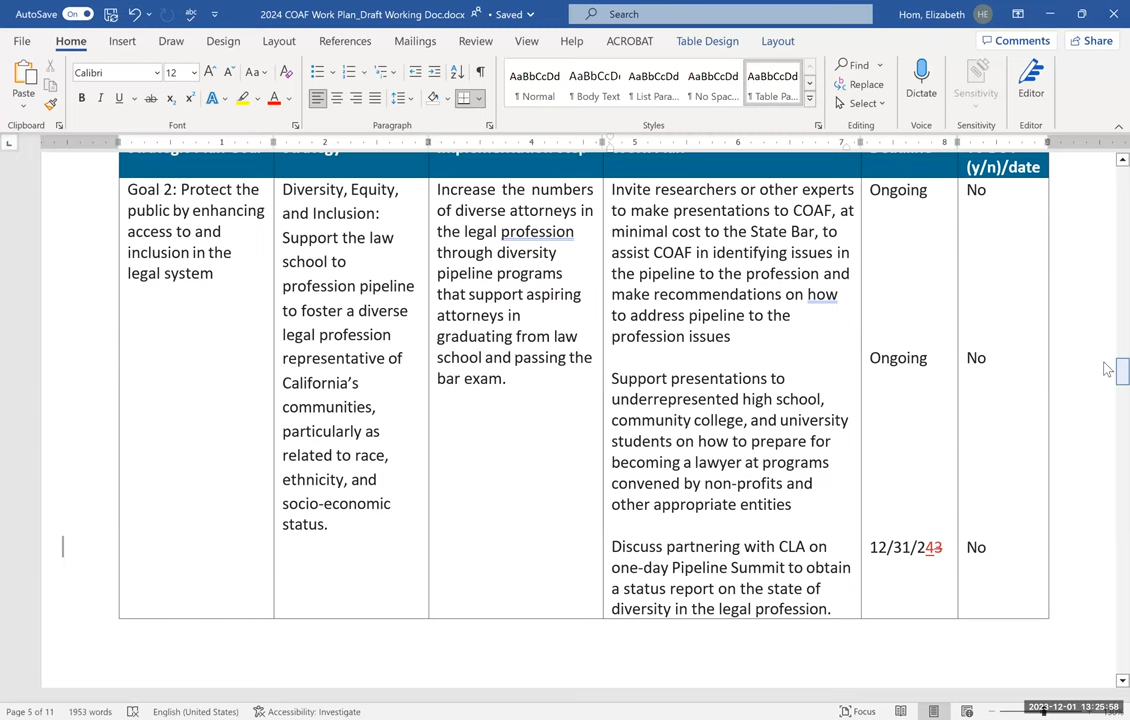 AutoSave On 2024 COAF Work Plan_Draft Working Doc.docx • Saved Search Hom, Elizabeth HE
File Home Insert Draw Design Layout References Mailings Review View Help ACROBAT Table Design Layout Comments Share
Paste Calibri 12 AaBbCcDd AaBbCcDc AaBbCcDd AaBbCcDd AaBbCcDd Find Replace Select Dictate Sensitivity Editor
Normal Body Text List Para... No Spac... Table Pa...
Clipboard Font Paragraph Styles Editing Voice Sensitivity Editor
(y/n)/date
Goal 2: Protect the
public by enhancing
access to and
inclusion in the
legal system
Diversity, Equity,
and Inclusion:
Support the law
school to
profession pipeline
to foster a diverse
legal profession
representative of
California's
communities,
particularly as
related to race,
ethnicity, and
socio-economic
status.
Increase the numbers
of diverse attorneys in
the legal profession
through diversity
pipeline programs
that support aspiring
attorneys in
graduating from law
school and passing the
bar exam.
Invite researchers or other experts
to make presentations to COAF, at
minimal cost to the State Bar, to
assist COAF in identifying issues in
the pipeline to the profession and
make recommendations on how
to address pipeline to the
profession issues
Support presentations to
underrepresented high school,
community college, and university
students on how to prepare for
becoming a lawyer at programs
convened by non-profits and
other appropriate entities
Discuss partnering with CLA on
one-day Pipeline Summit to obtain
a status report on the state of
diversity in the legal profession.
Ongoing
Ongoing
12/31/243
No
No
No
Page 5 of 11 1953 words English (United States) Accessibility: Investigate Focus
2023-12-01 13:25:58